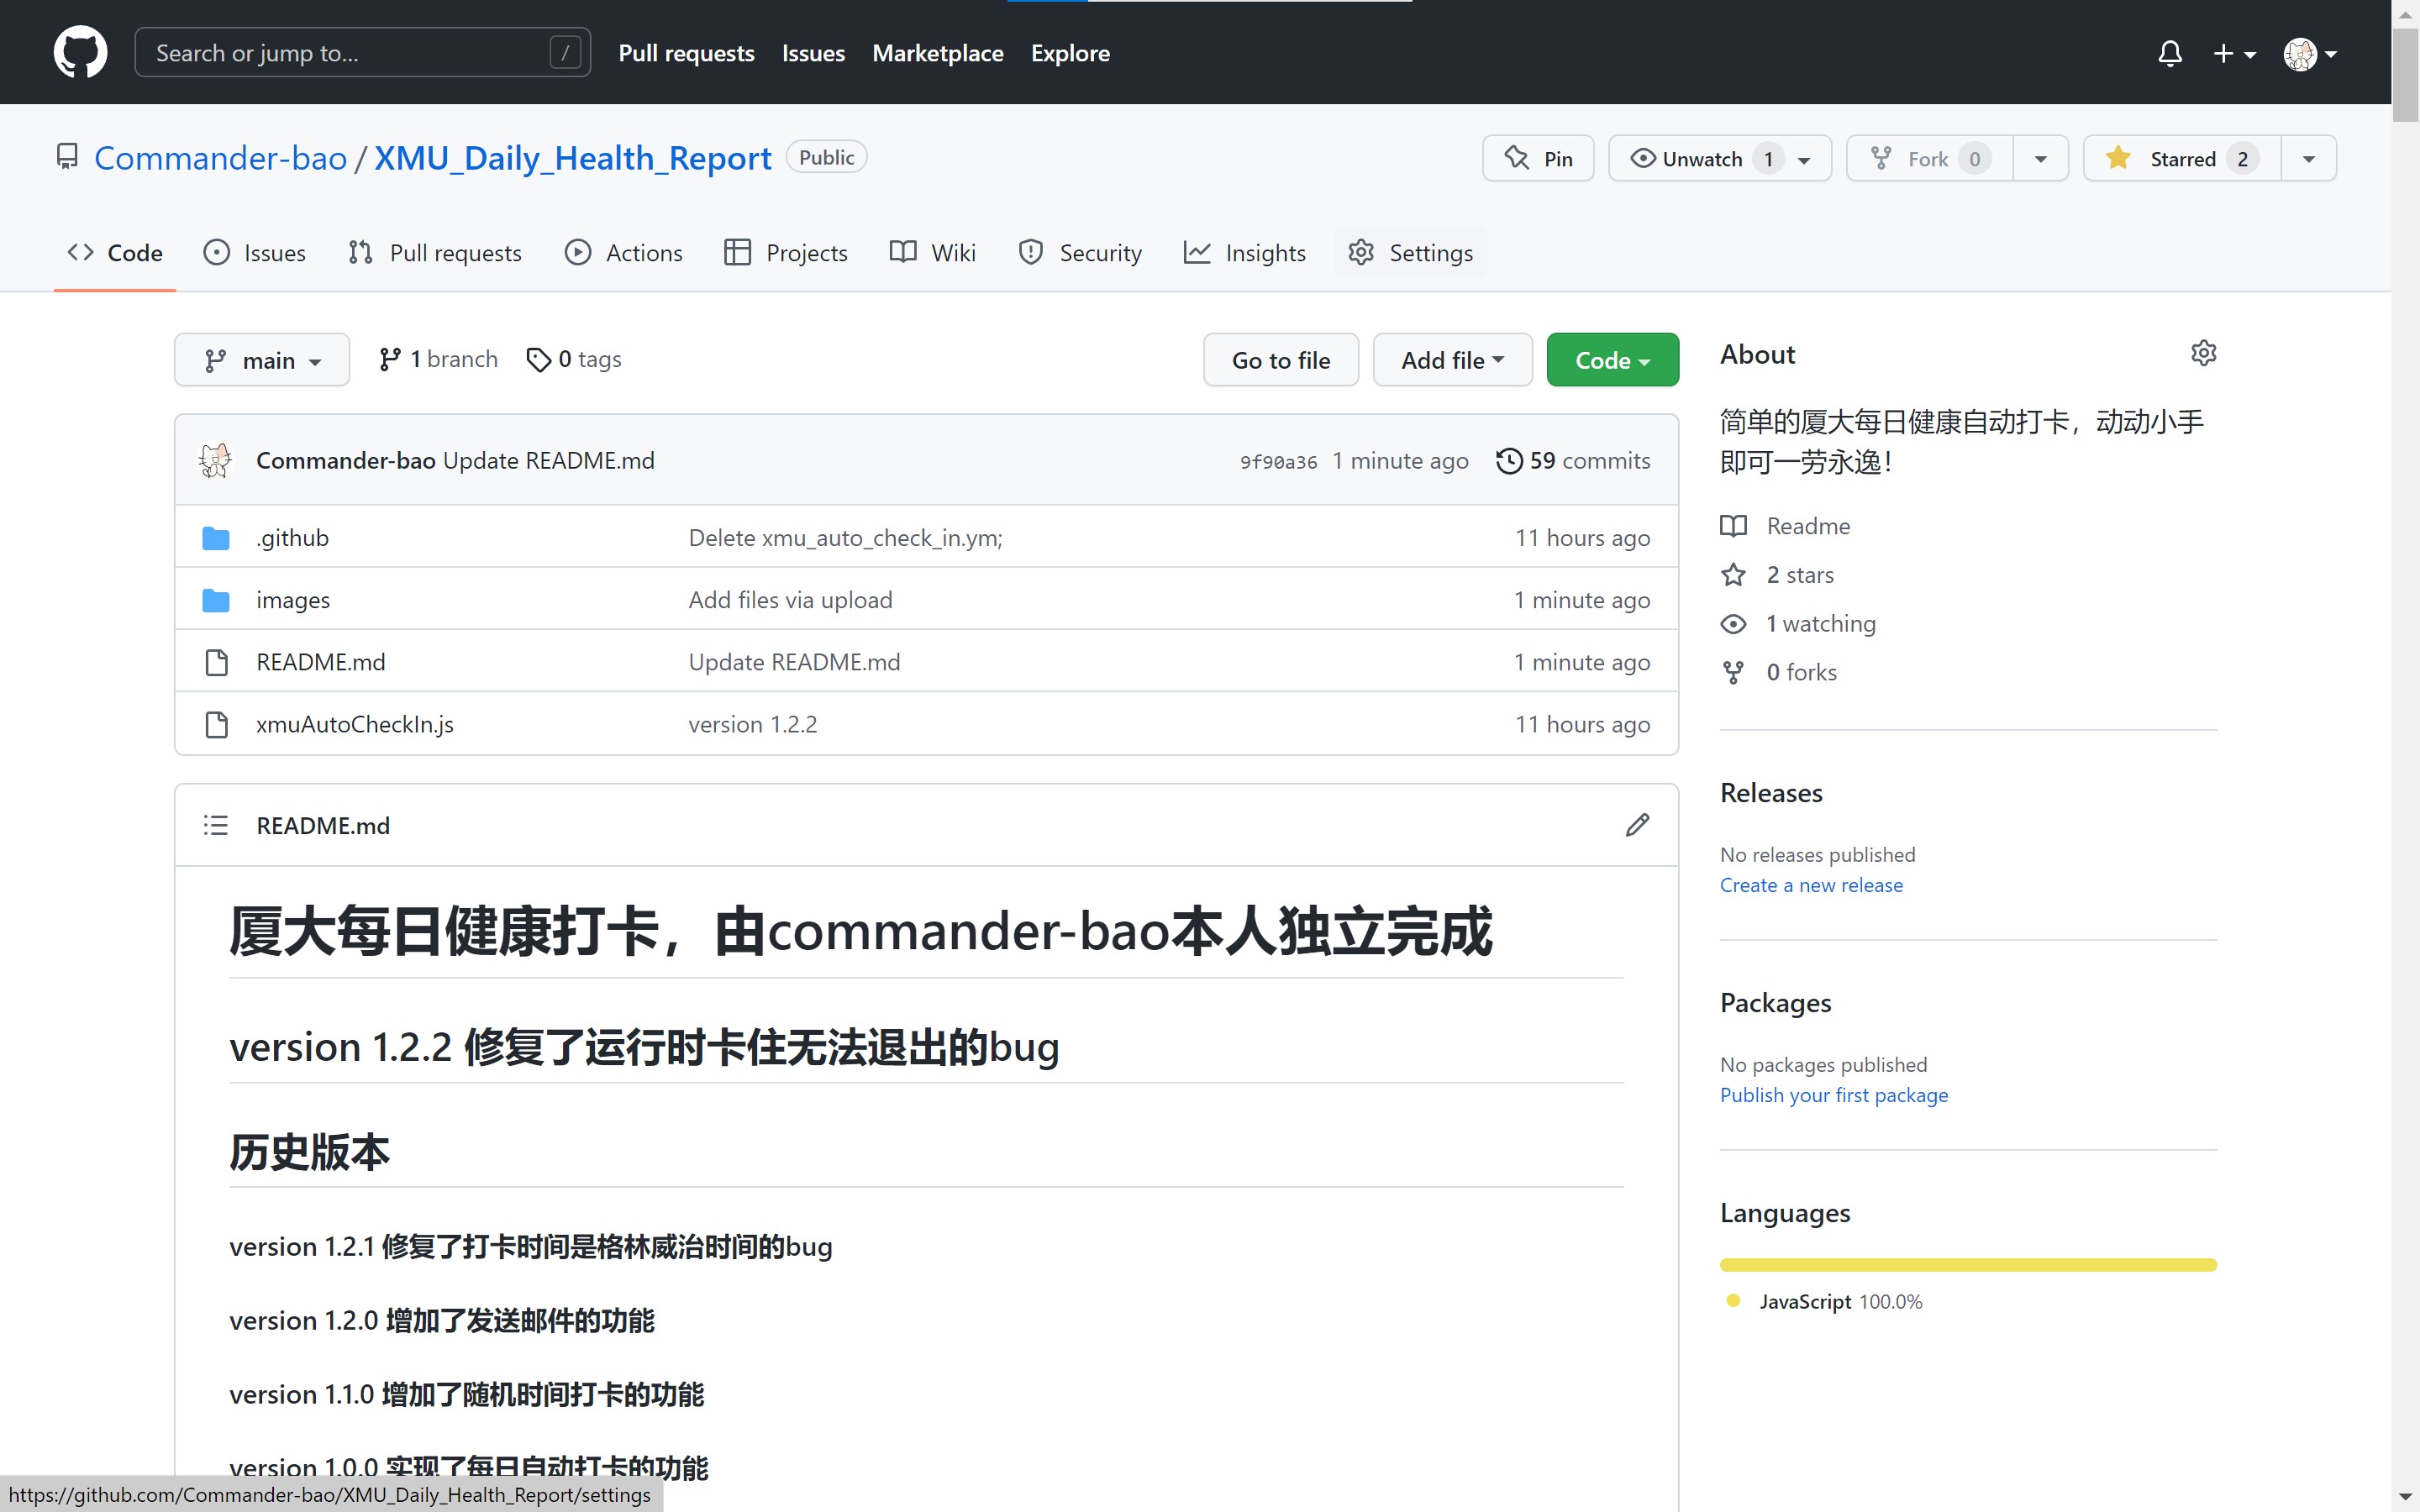 Search or jump to... /
Pull requests Issues Marketplace Explore
Commander-bao / XMU_Daily_Health_Report Public
Pin Unwatch 1 Fork 0 Starred 2
Code Issues Pull requests Actions Projects Wiki Security Insights Settings
main 1 branch 0 tags Go to file Add file Code
Commander-bao Update README.md 9f90a36 1 minute ago 59 commits
.github Delete xmu_auto_check_in.ym; 11 hours ago
images Add files via upload 1 minute ago
README.md Update README.md 1 minute ago
xmuAutoCheckIn.js version 1.2.2 11 hours ago
README.md
厦大每日健康打卡，由commander-bao本人独立完成
version 1.2.2 修复了运行时卡住无法退出的bug
历史版本
version 1.2.1 修复了打卡时间是格林威治时间的bug
version 1.2.0 增加了发送邮件的功能
version 1.1.0 增加了随机时间打卡的功能
version 1.0.0 实现了每日自动打卡的功能
About
简单的厦大每日健康自动打卡，动动小手
即可一劳永逸！
Readme
2 stars
1 watching
0 forks
Releases
No releases published
Create a new release
Packages
No packages published
Publish your first package
Languages
JavaScript 100.0%
https://github.com/Commander-bao/XMU_Daily_Health_Report/settings